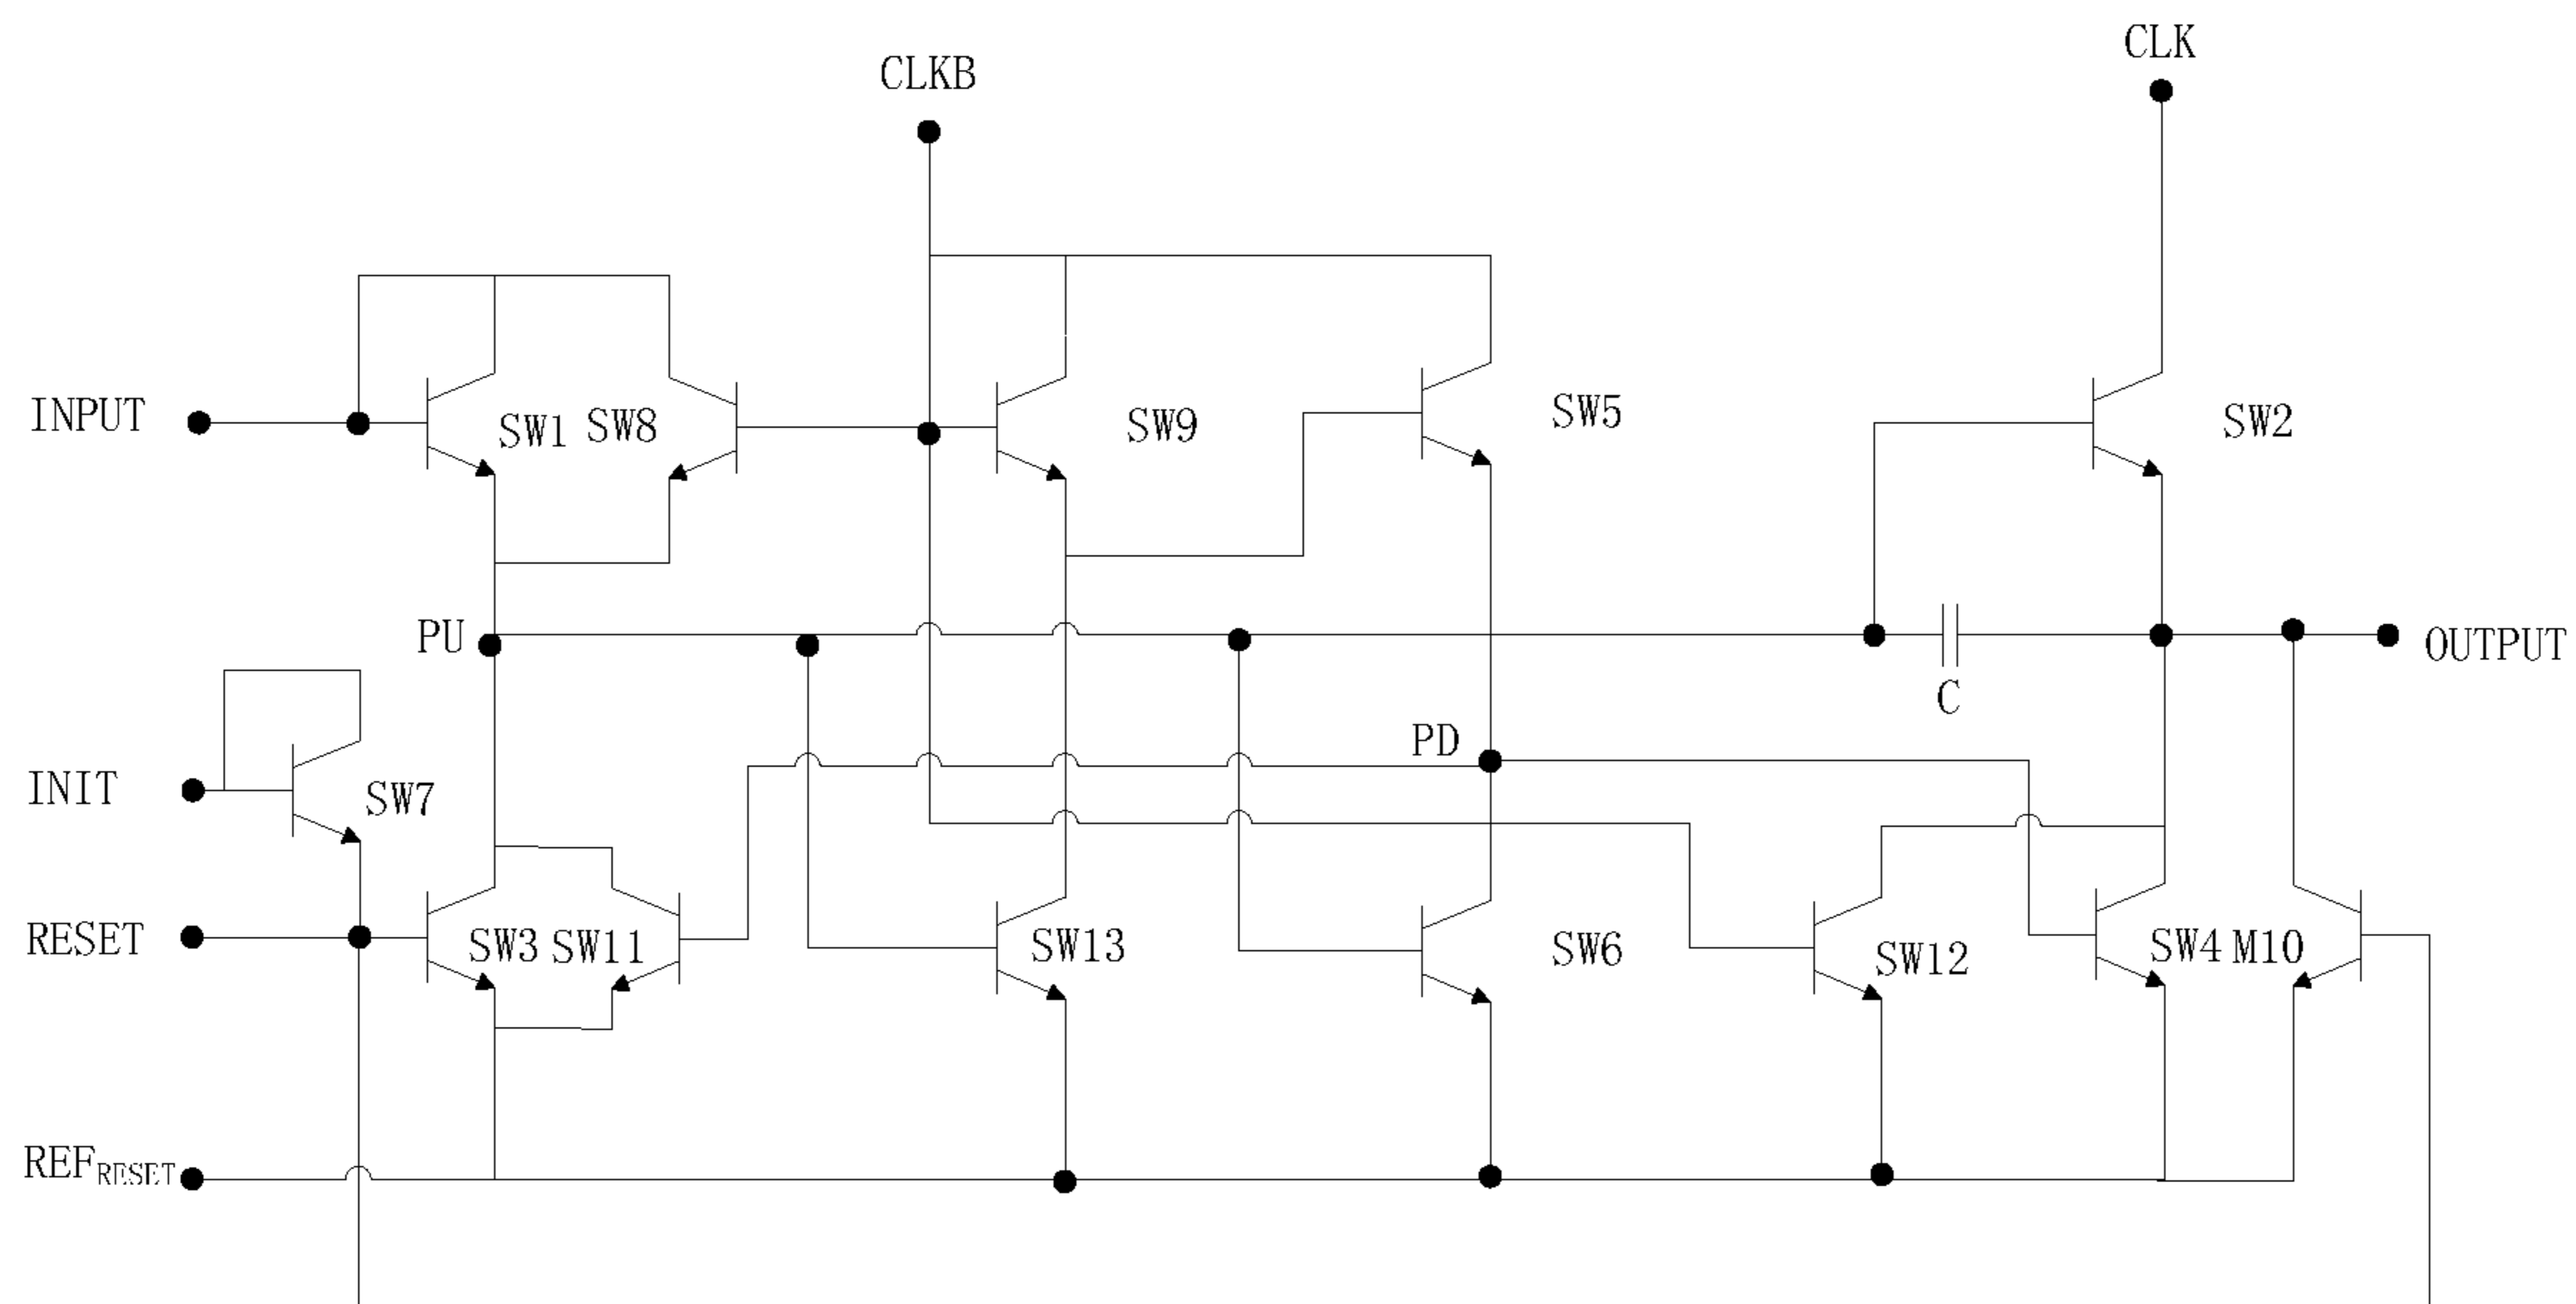 CLK
CLKB
INPUT
SW1
SW8
SW9
SW5
SW2
PU
OUTPUT
C
PD
INIT
SW7
RESET
SW3
SW11
SW13
SW6
SW12
SW4
M10
REFRESET